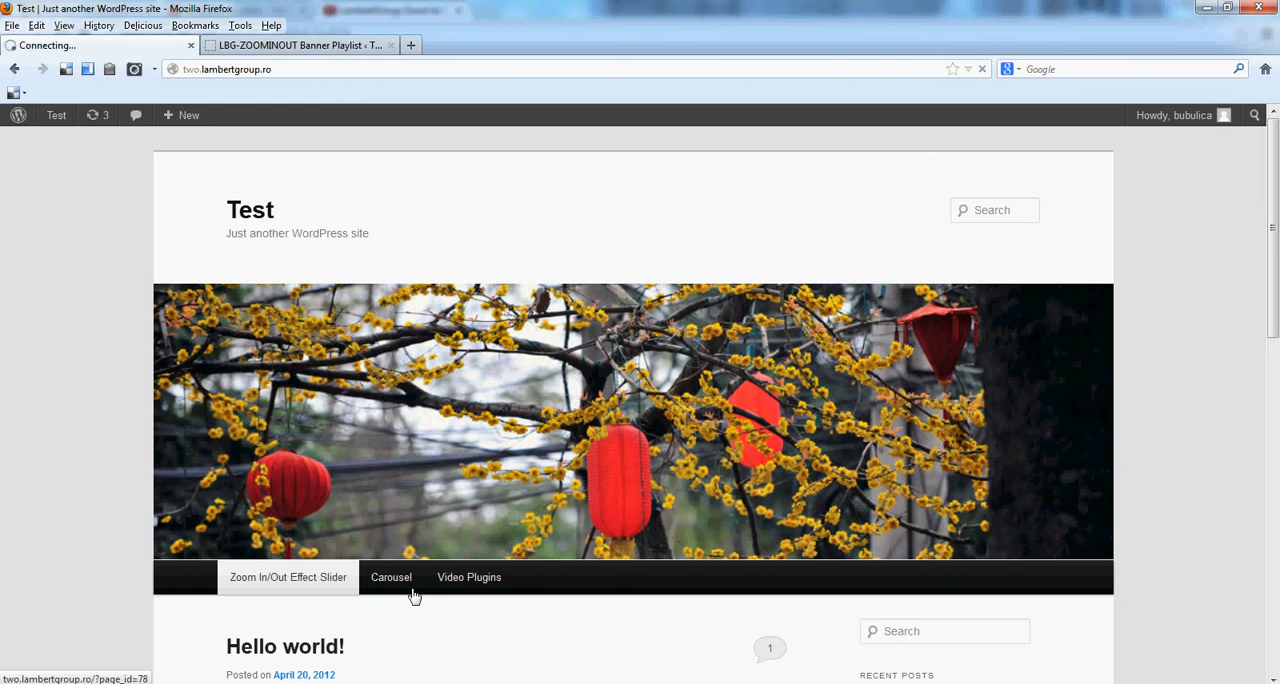 Test | Just another WordPress site - Mozilla Firefox
File Edit View History Delicious Bookmarks Tools Help
Connecting...
LBG-ZOOMINOUT Banner Playlist ‹ T...
two.lambertgroup.ro
Google
Test 3 New Howdy, bubulica
Test
Search
Just another WordPress site
Zoom In/Out Effect Slider Carousel Video Plugins
Search
Hello world!
1
Posted on April 20, 2012
RECENT POSTS
two.lambertgroup.ro/?page_id=78